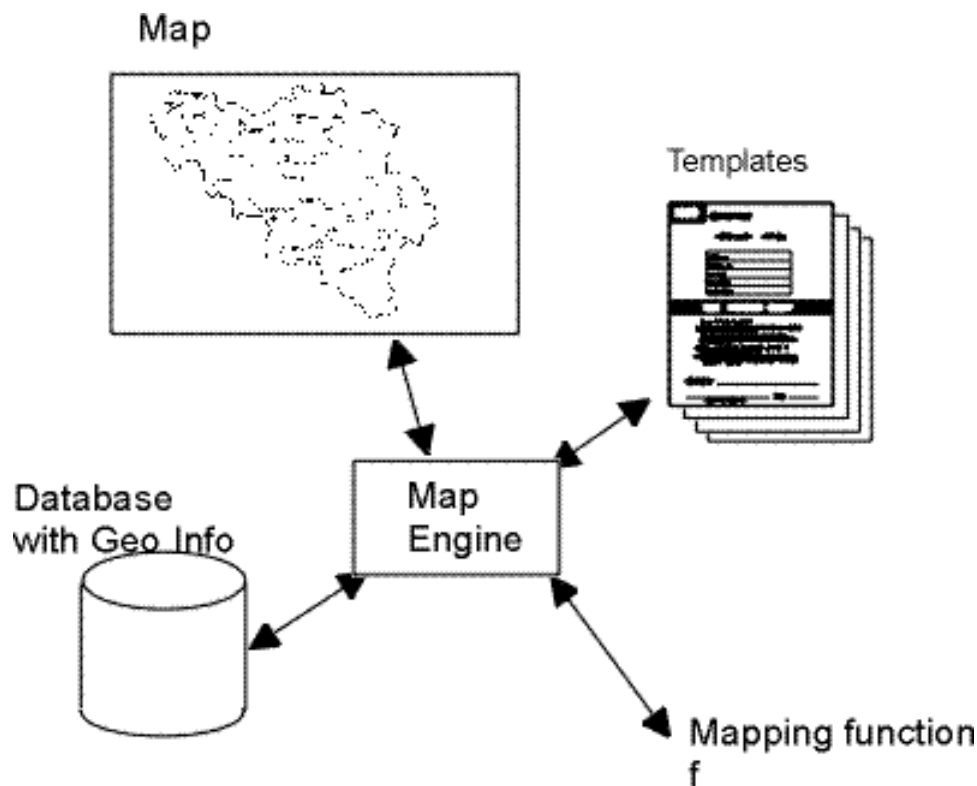 Map
Templates
Map
Engine
Database
with Geo Info
Mapping function
f